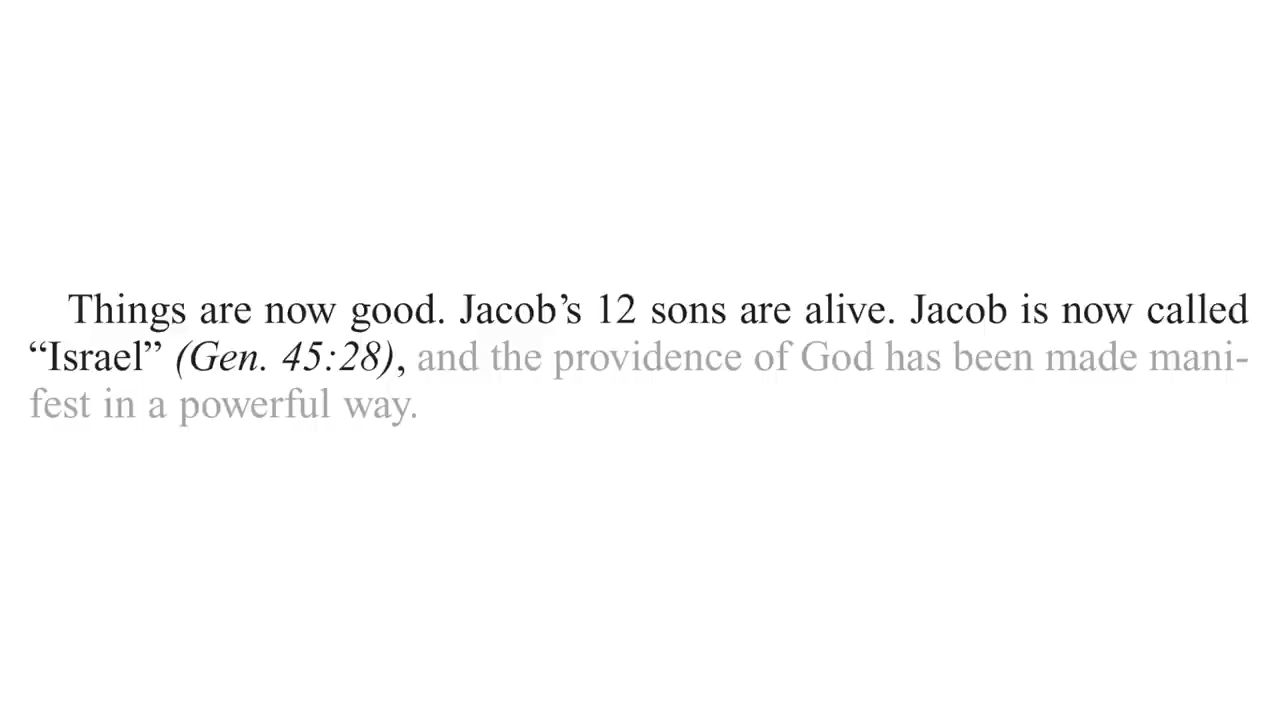 Things are now good. Jacob’s 12 sons are alive. Jacob is now called
“Israel” (Gen. 45:28), and the providence of God has been made mani-
fest in a powerful way.